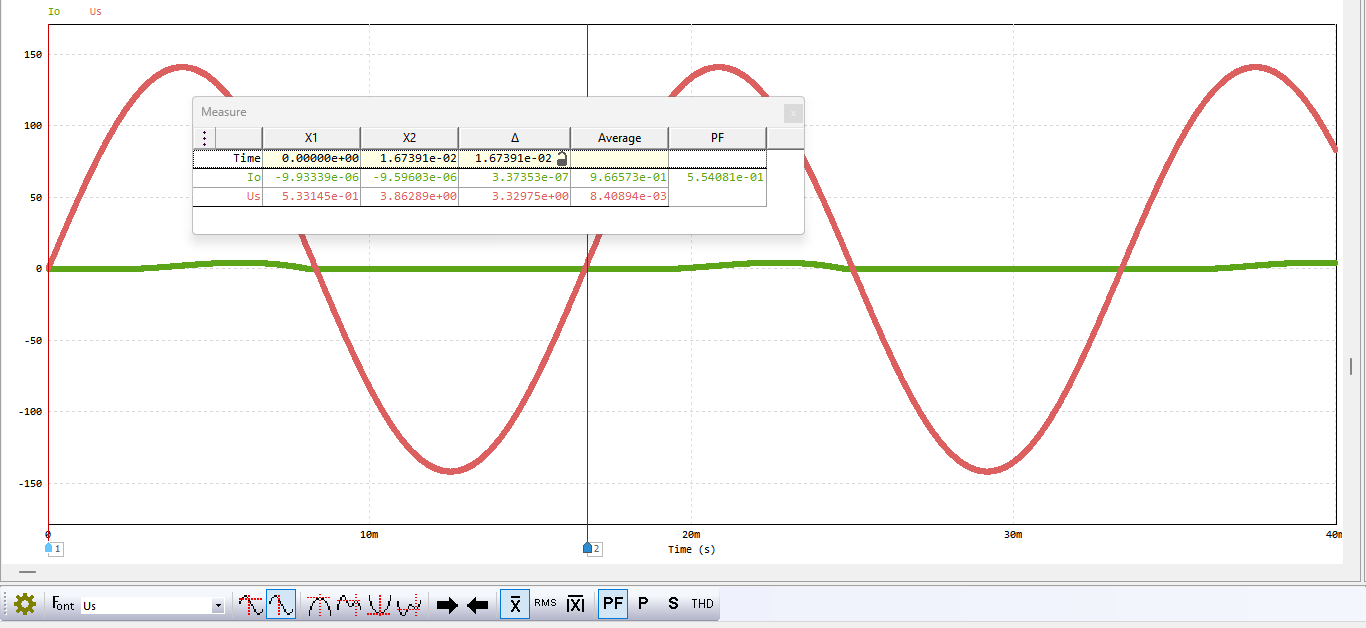 Io Us
150
100
50
0
-50
-100
-150
Measure x
X1 X2 Δ Average PF
Time 0.00000e+00 1.67391e-02 1.67391e-02
Io -9.93339e-06 -9.59603e-06 3.37353e-07 9.66573e-01 5.54081e-01
Us 5.33145e-01 3.86289e+00 3.32975e+00 8.40894e-03
0 10m 20m 30m 40m
1 2 Time (s)
Font Us X RMS |X| PF P S THD